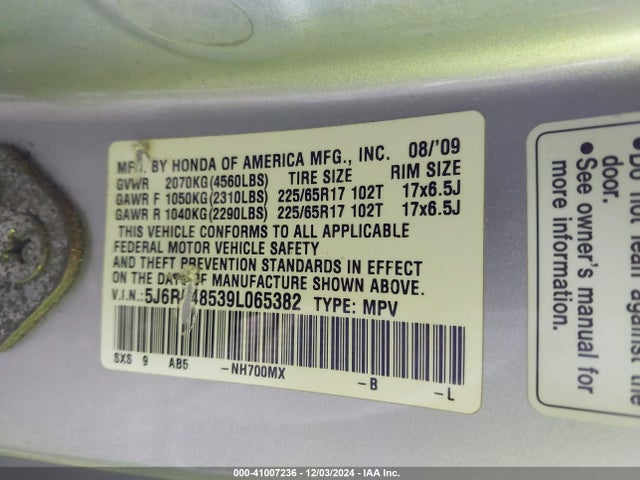 MFD. BY HONDA OF AMERICA MFG., INC. 08/'09
GVWR 2070KG(4560LBS) TIRE SIZE RIM SIZE
GAWR F 1050KG(2310LBS) 225/65R17 102T 17x6.5J
GAWR R 1040KG(2290LBS) 225/65R17 102T 17x6.5J
THIS VEHICLE CONFORMS TO ALL APPLICABLE
FEDERAL MOTOR VEHICLE SAFETY
AND THEFT PREVENTION STANDARDS IN EFFECT
ON THE DATE OF MANUFACTURE SHOWN ABOVE.
V.I.N.: 48539L065382 TYPE: MPV
SXS 9 AB5 -NH700MX -B -L
door.
● See owner's manual for
more information.
000-41007236 - 12/03/2024 - IAA Inc.